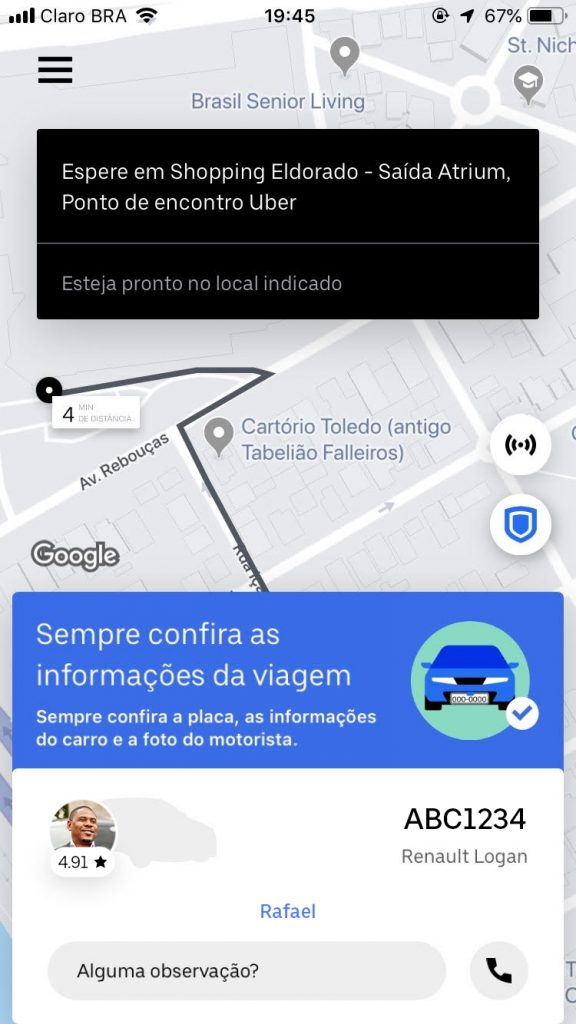 Claro BRA 19:45 67%
St. Nich
Brasil Senior Living
Espere em Shopping Eldorado - Saída Atrium,
Ponto de encontro Uber
Esteja pronto no local indicado
4 MIN
DE DISTÂNCIA
Cartório Toledo (antigo
Tabelião Falleiros)
Av. Rebouças
Google
Rua Iça
Sempre confira as
informações da viagem
Sempre confira a placa, as informações
do carro e a foto do motorista.
000-0000
ABC1234
4.91 ★
Renault Logan
Rafael
Alguma observação?